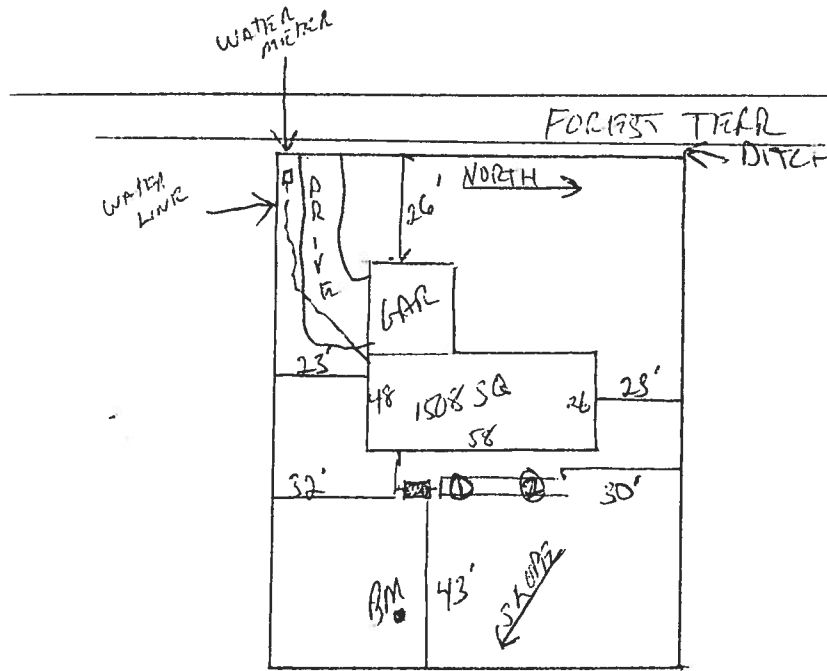 WATER
METER
FOREST TERR
DITCH
NORTH
WATER
LINE
DRIVE
26'
GAR
23'
48
1508 SQ
26
23'
58
32'
1
2
30'
BM
43'
SLOPE